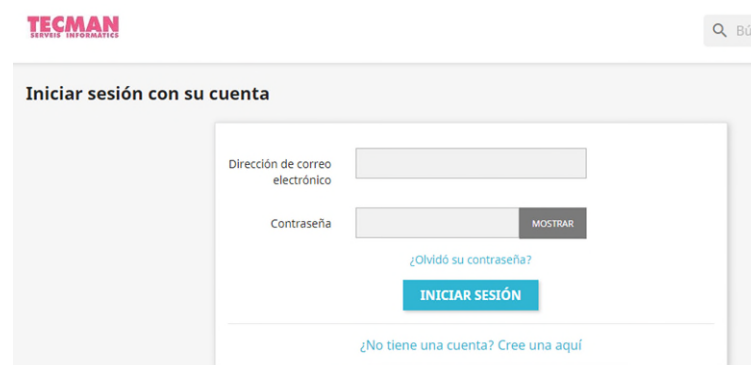 TECMAN
SERVEIS INFORMÀTICS
Bú
Iniciar sesión con su cuenta
Dirección de correo
electrónico
Contraseña
MOSTRAR
¿Olvidó su contraseña?
INICIAR SESIÓN
¿No tiene una cuenta? Cree una aquí